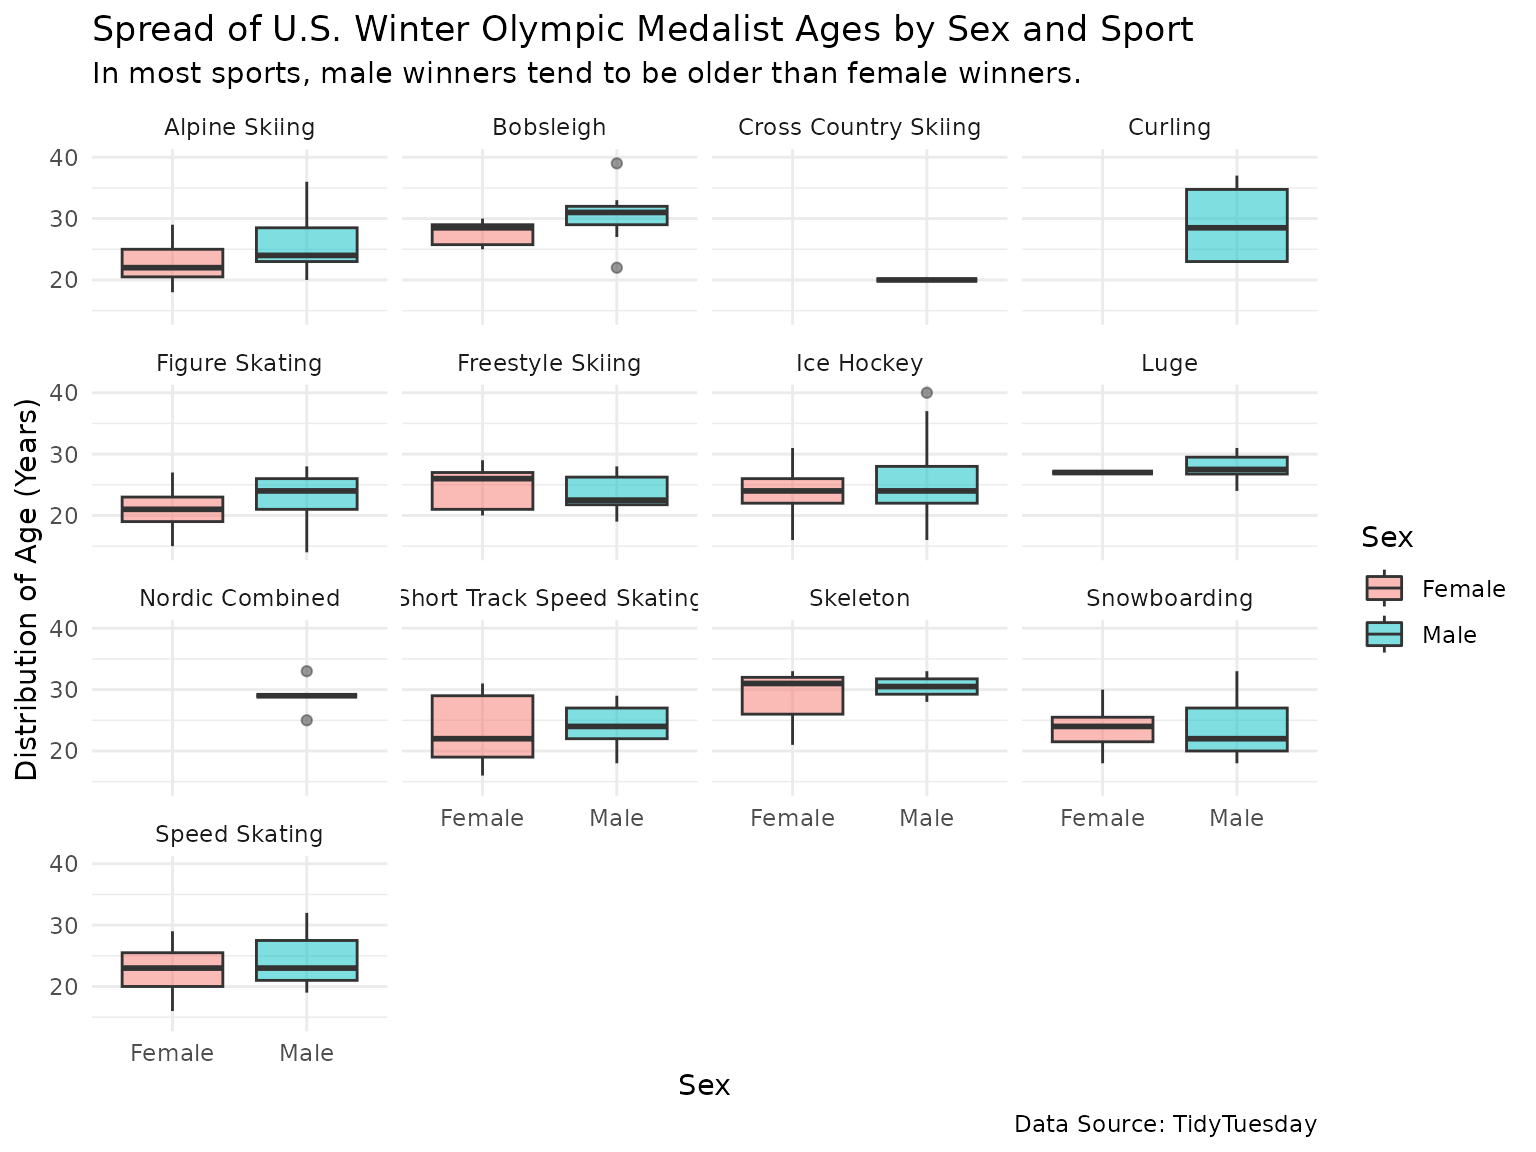 Spread of U.S. Winter Olympic Medalist Ages by Sex and Sport
In most sports, male winners tend to be older than female winners.
Alpine Skiing
Bobsleigh
Cross Country Skiing
Curling
40
30
20
Figure Skating
Freestyle Skiing
Ice Hockey
Luge
40
30
20
Distribution of Age (Years)
Nordic Combined
Short Track Speed Skating
Skeleton
Snowboarding
40
30
20
Female Male
Female Male
Female Male
Speed Skating
40
30
20
Female Male
Sex
Sex
Female
Male
Data Source: TidyTuesday